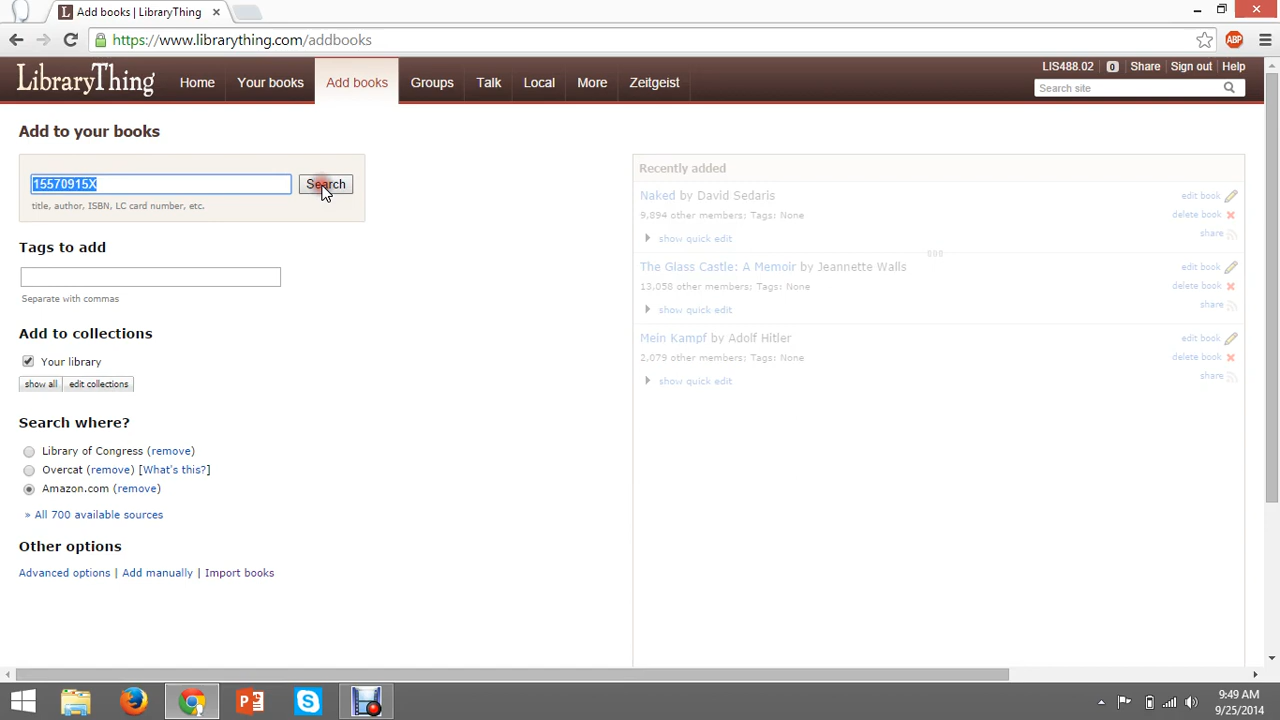 Add books | LibraryThing
https://www.librarything.com/addbooks
ABP
LibraryThing
Home
Your books
Add books
Groups
Talk
Local
More
Zeitgeist
LIS488.02 0 Share Sign out Help
Search site
Add to your books
15570915X
Search
title, author, ISBN, LC card number, etc.
Tags to add
Separate with commas
Add to collections
Your library
show all edit collections
Search where?
Library of Congress (remove)
Overcat (remove) [What's this?]
Amazon.com (remove)
» All 700 available sources
Other options
Advanced options | Add manually | Import books
Recently added
Naked by David Sedaris
9,894 other members; Tags: None
show quick edit
edit book
delete book
share
The Glass Castle: A Memoir by Jeannette Walls
13,058 other members; Tags: None
show quick edit
edit book
delete book
share
Mein Kampf by Adolf Hitler
2,079 other members; Tags: None
show quick edit
edit book
delete book
share
9:49 AM
9/25/2014